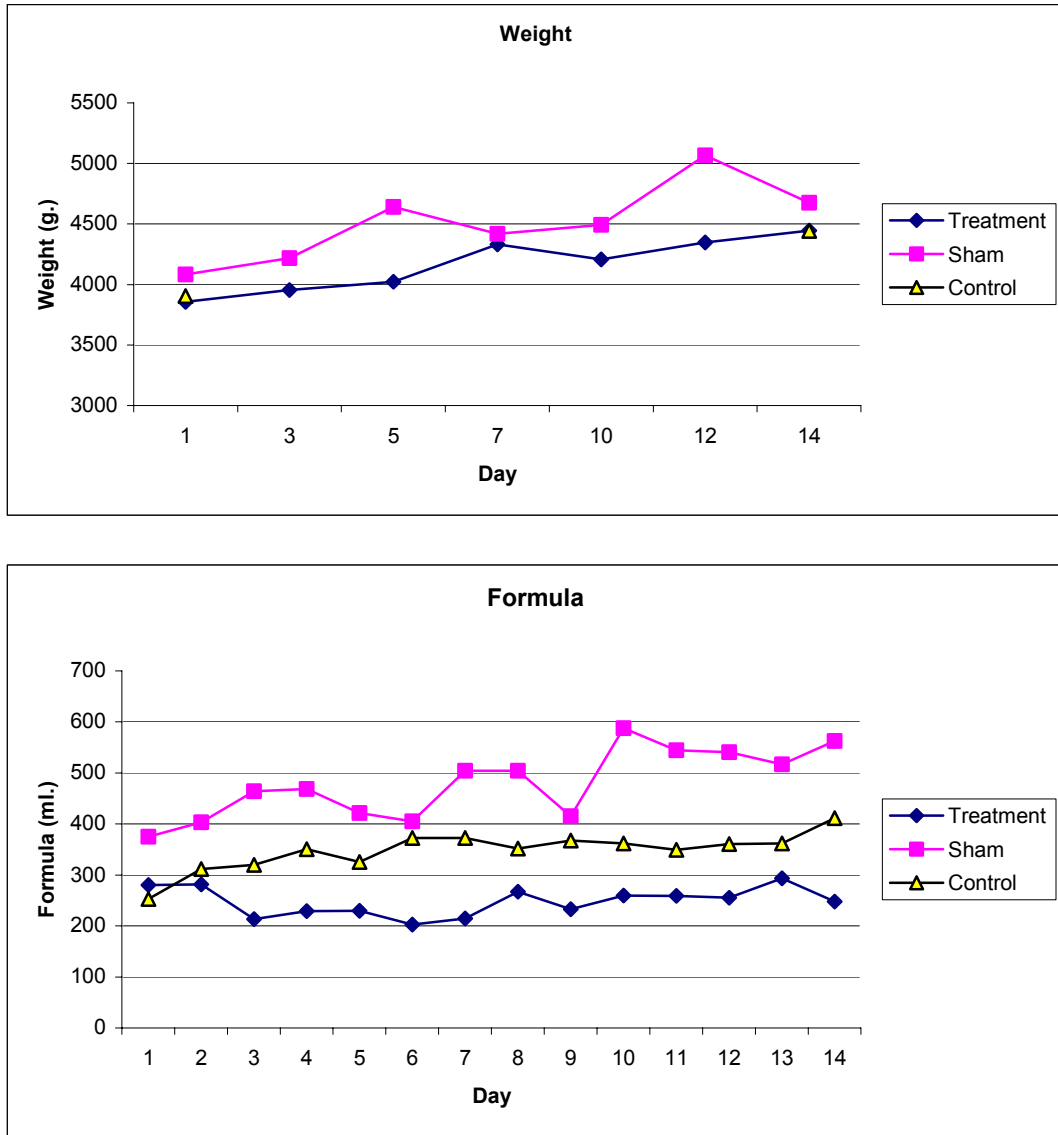 Weight
5500
5000
4500
4000
3500
3000
Weight (g.)
1 3 5 7 10 12 14
Day
Treatment
Sham
Control
Formula
700
600
500
400
300
200
100
0
Formula (ml.)
1 2 3 4 5 6 7 8 9 10 11 12 13 14
Day
Treatment
Sham
Control